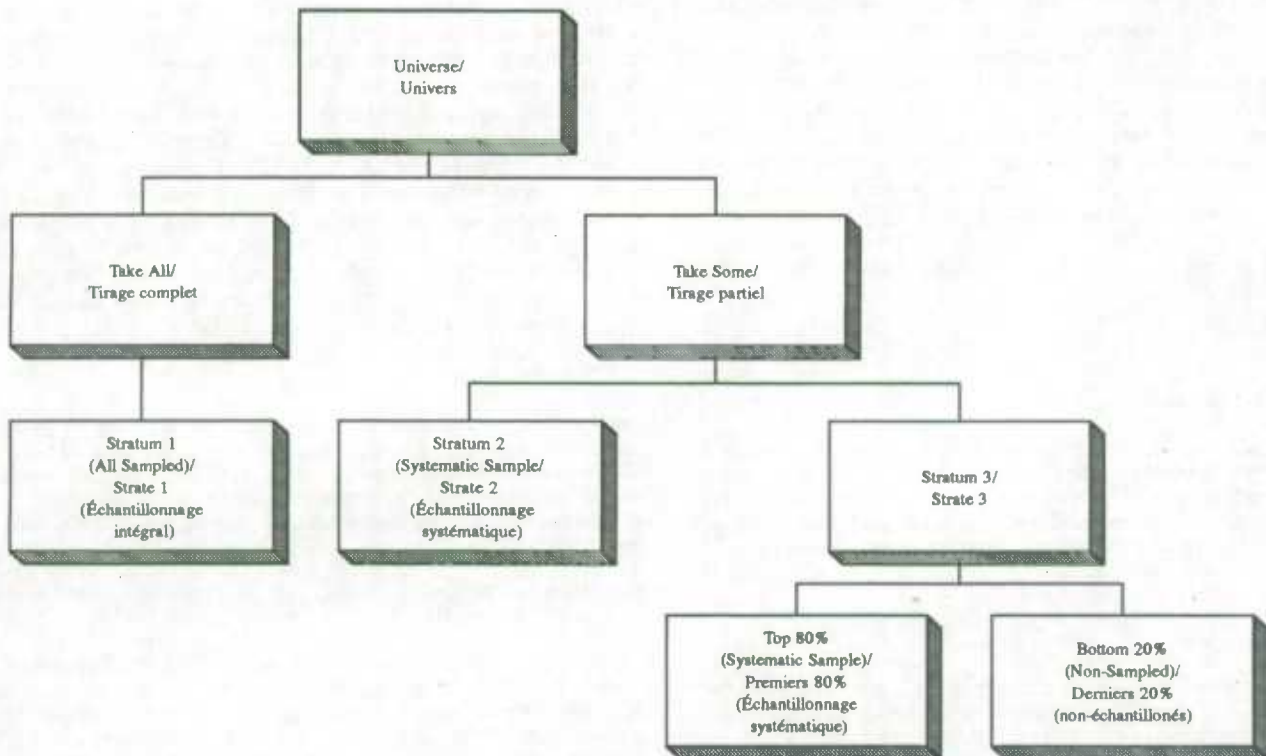 Universe/
Univers
Take All/
Tirage complet
Take Some/
Tirage partiel
Stratum 1
(All Sampled)/
Strate 1
(Échantillonnage
intégral)
Stratum 2
(Systematic Sample/
Strate 2
(Échantillonnage
systématique)
Stratum 3/
Strate 3
Top 80%
(Systematic Sample)/
Premiers 80%
(Échantillonnage
systématique)
Bottom 20%
(Non-Sampled)/
Derniers 20%
(non-échantillonés)